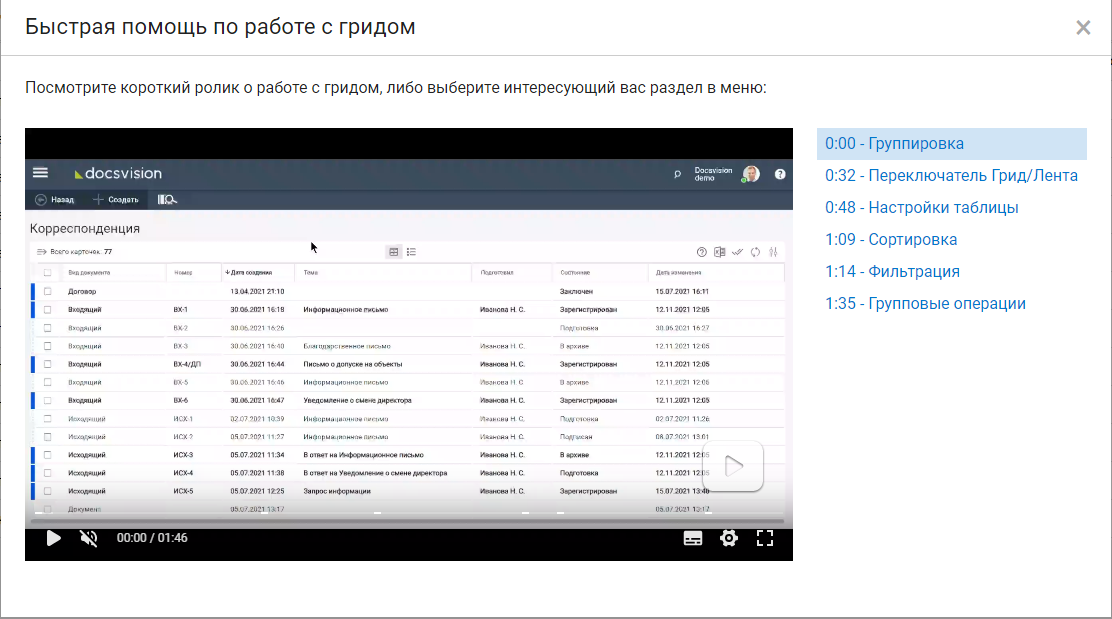 Быстрая помощь по работе с гридом
Посмотрите короткий ролик о работе с гридом, либо выберите интересующий вас раздел в меню:
docsvision
Docsvision demo
Назад Создать
Корреспонденция
Всего карточек: 77
Вид документа Номер Дата создания Тема Подготовил Состояние Дата изменения
Договор 13.04.2021 21:10 Заключен 15.07.2021 16:11
Входящий ВХ-1 30.06.2021 16:18 Информационное письмо Иванова Н. С. Зарегистрирован 12.11.2021 12:05
Входящий ВХ-2 30.06.2021 16:26 Подготовка 30.06.2021 16:27
Входящий ВХ-3 30.06.2021 16:40 Благодарственное письмо Иванова Н. С. В архиве 12.11.2021 12:05
Входящий ВХ-4/ДП 30.06.2021 16:44 Письмо о допуске на объекты Иванова Н. С. Зарегистрирован 12.11.2021 12:05
Входящий ВХ-5 30.06.2021 16:46 Информационное письмо Иванова Н. С. В архиве 12.11.2021 12:05
Входящий ВХ-6 30.06.2021 16:47 Уведомление о смене директора Иванова Н. С. Зарегистрирован 12.11.2021 12:05
Исходящий ИСХ-1 02.07.2021 10:39 Информационное письмо Иванова Н. С. Подготовка 02.07.2021 11:26
Исходящий ИСХ-2 05.07.2021 11:27 Информационное письмо Иванова Н. С. Подписан 08.07.2021 13:01
Исходящий ИСХ-3 05.07.2021 11:34 В ответ на Информационное письмо Иванова Н. С. В архиве 12.11.2021 12:05
Исходящий ИСХ-4 05.07.2021 11:38 В ответ на Уведомление о смене директора Иванова Н. С. Подготовка 12.11.2021 12:05
Исходящий ИСХ-5 05.07.2021 12:25 Запрос информации Иванова Н. С. Зарегистрирован 15.07.2021 13:48
Документ 05.07.2021 13:17
00:00 / 01:46
0:00 - Группировка
0:32 - Переключатель Грид/Лента
0:48 - Настройки таблицы
1:09 - Сортировка
1:14 - Фильтрация
1:35 - Групповые операции